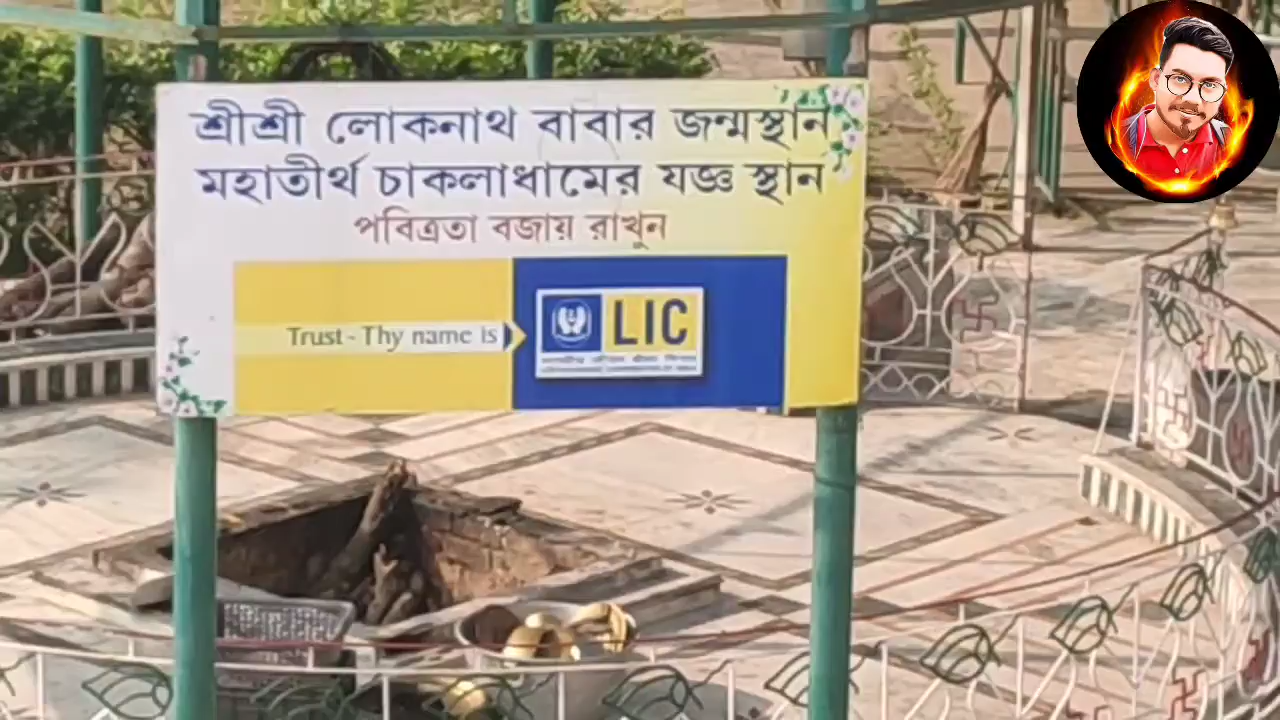 শ্রীশ্রী লোকনাথ বাবার জন্মস্থান
মহাতীর্থ চাকলাধামের যজ্ঞ স্থান
পবিত্রতা বজায় রাখুন
Trust - Thy name is
LIC